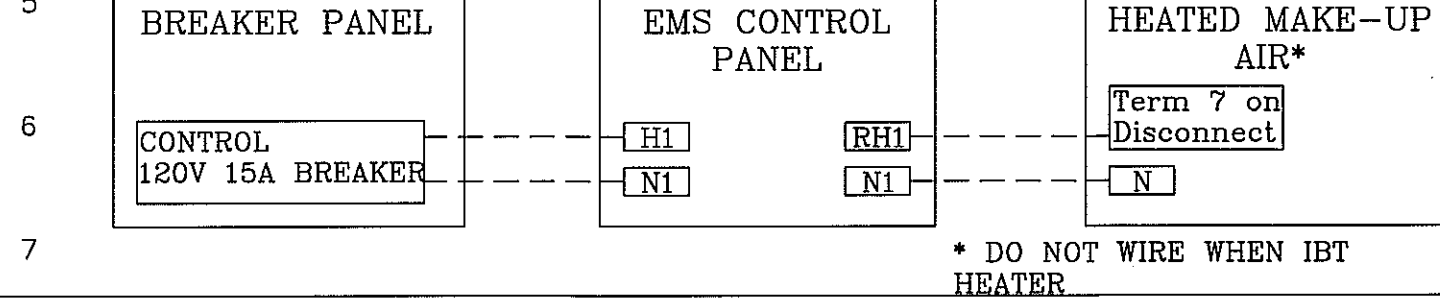 5
BREAKER PANEL
EMS CONTROL
PANEL
HEATED MAKE-UP
AIR*
6
CONTROL
120V 15A BREAKER
H1
N1
RH1
N1
Term 7 on
Disconnect
N
7
* DO NOT WIRE WHEN IBT
HEATER